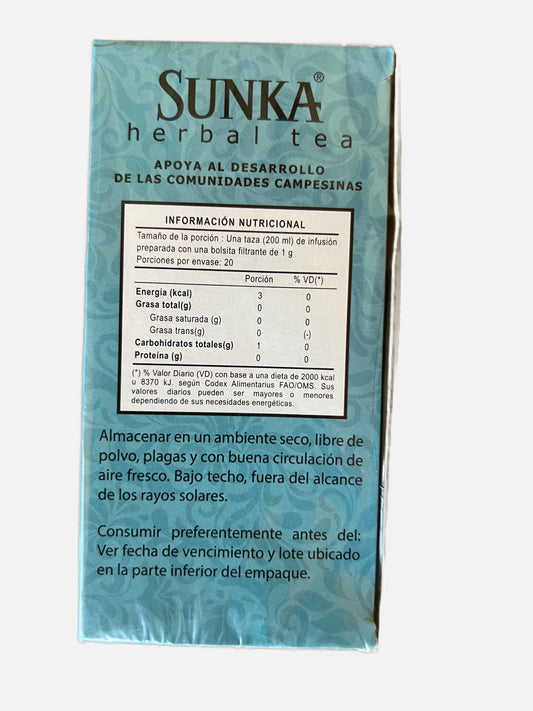 SUNKA®
herbal tea
APOYA AL DESARROLLO
DE LAS COMUNIDADES CAMPESINAS
INFORMACIÓN NUTRICIONAL
Tamaño de la porción : Una taza (200 ml) de infusión
preparada con una bolsita filtrante de 1 g
Porciones por envase: 20
Porción % VD(*)
Energía (kcal) 3 0
Grasa total(g) 0 0
Grasa saturada (g) 0 0
Grasa trans(g) 0 (-)
Carbohidratos totales(g) 1 0
Proteína (g) 0 0
(*) % Valor Diario (VD) con base a una dieta de 2000 kcal
u 8370 kJ. según Codex Alimentarius FAO/OMS. Sus
valores diarios pueden ser mayores o menores
dependiendo de sus necesidades energéticas.
Almacenar en un ambiente seco, libre de
polvo, plagas y con buena circulación de
aire fresco. Bajo techo, fuera del alcance
de los rayos solares.
Consumir preferentemente antes del:
Ver fecha de vencimiento y lote ubicado
en la parte inferior del empaque.